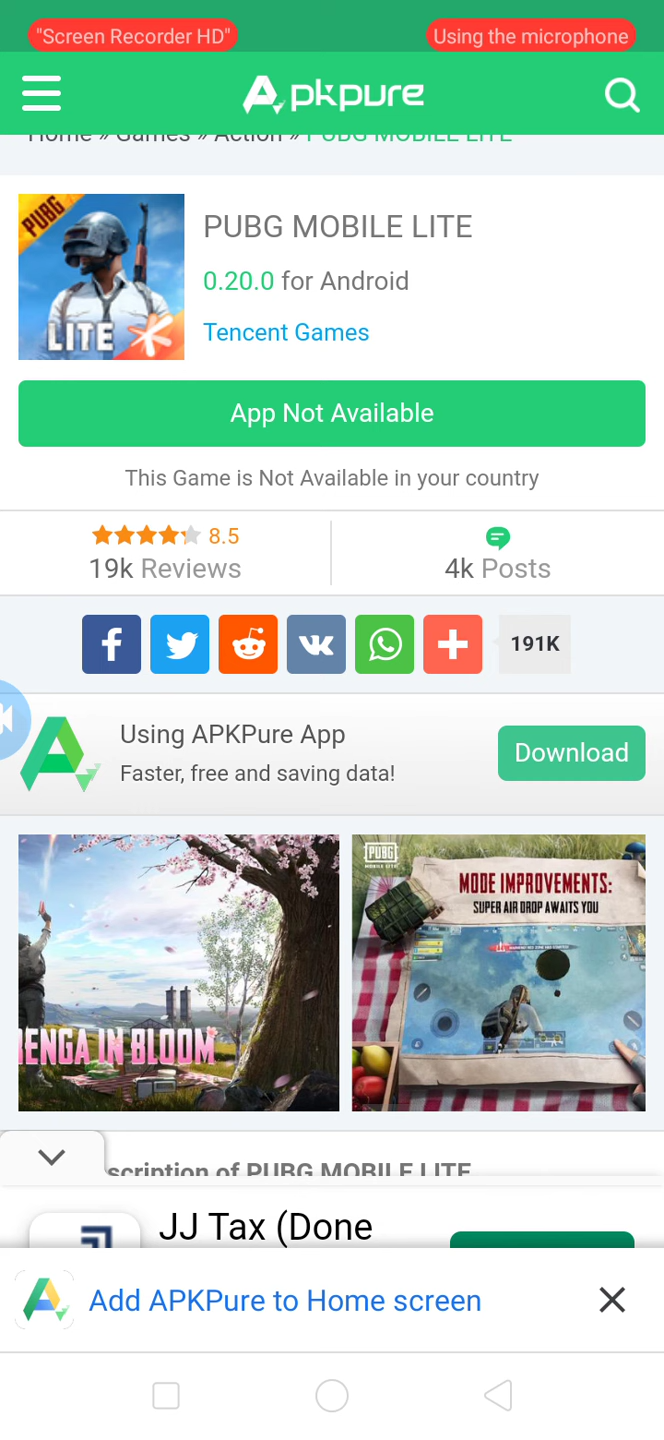 "Screen Recorder HD"
Using the microphone
Apkpure
Home » Games » Action » PUBG MOBILE LITE
PUBG
LITE
PUBG MOBILE LITE
0.20.0 for Android
Tencent Games
App Not Available
This Game is Not Available in your country
8.5
19k Reviews
4k Posts
191K
Using APKPure App
Faster, free and saving data!
Download
RENGA IN BLOOM
PUBG
MOBILE LITE
MODE IMPROVEMENTS:
SUPER AIR DROP AWAITS YOU
scription of PUBG MOBILE LITE
JJ Tax (Done
Add APKPure to Home screen